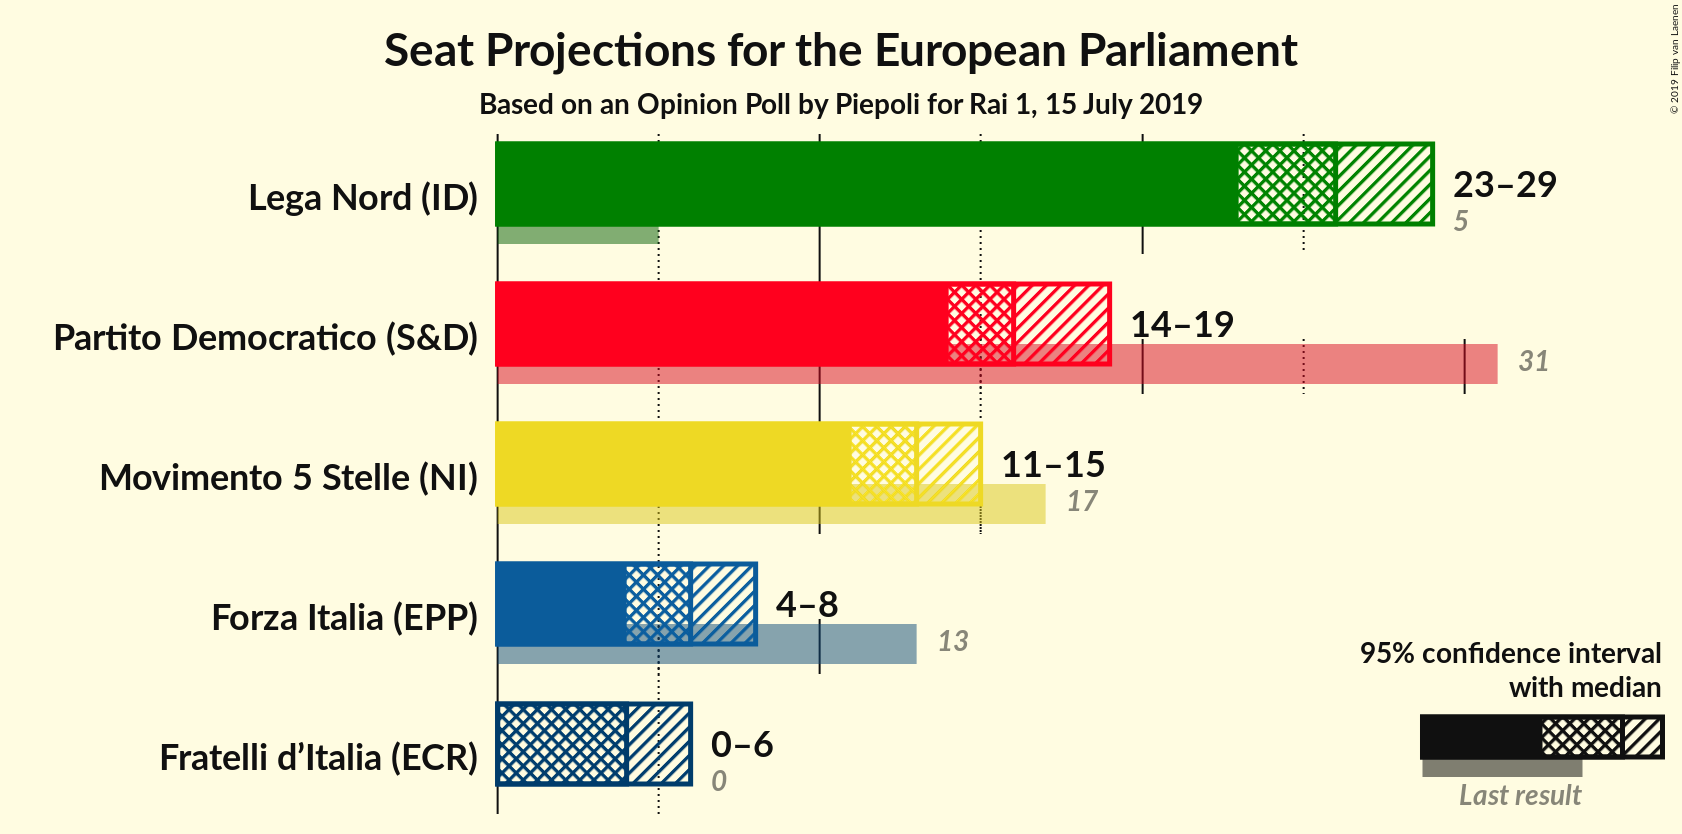 Seat Projections for the European Parliament
Based on an Opinion Poll by Piepoli for Rai 1, 15 July 2019
© 2019 Filip van Laenen
Lega Nord (ID)
23–29
5
Partito Democratico (S&D)
14–19
31
Movimento 5 Stelle (NI)
11–15
17
Forza Italia (EPP)
4–8
13
Fratelli d’Italia (ECR)
0–6
0
95% confidence interval
with median
Last result